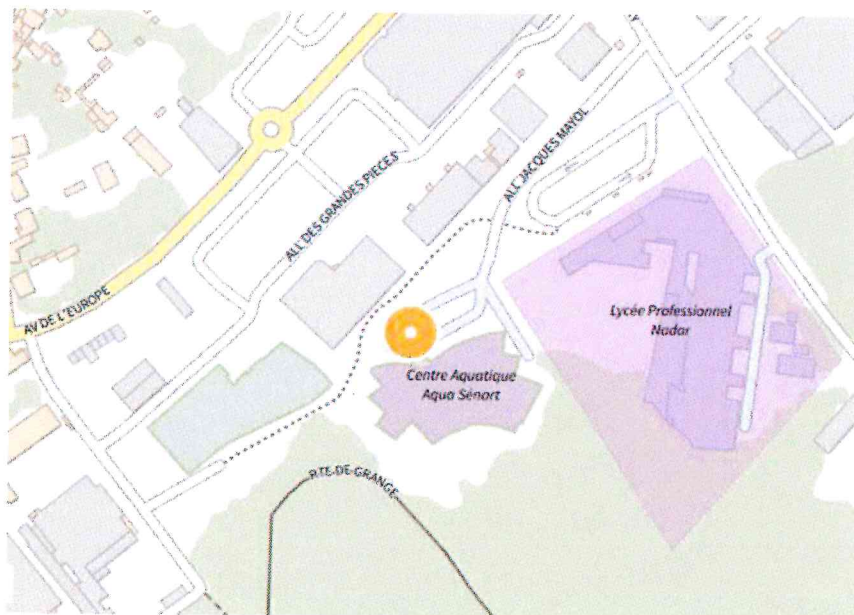 ALL JACQUES MAYOL
ALL DES GRANDES PIECES
AV DE L'EUROPE
Lycée Professionnel
Nadar
Centre Aquatique
Aqua Sénart
RTE-DE-GRANGE